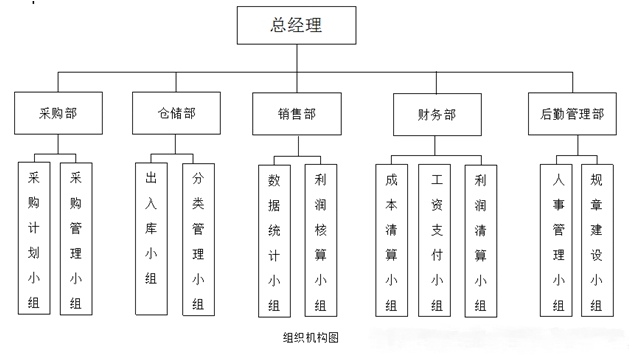 总经理
采购部
仓储部
销售部
财务部
后勤管理部
采购计划小组
采购管理小组
出入库小组
分类管理小组
数据统计小组
利润核算小组
成本清算小组
工资支付小组
利润清算小组
人事管理小组
规章建设小组
组织机构图